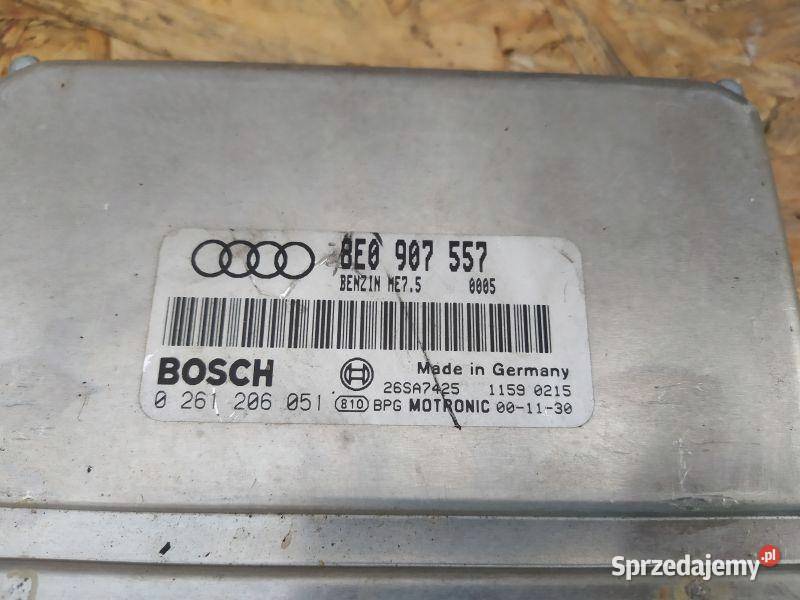 8E0 907 557
BENZIN ME7.5 0005
BOSCH
Made in Germany
26SA7425 1159 0215
0 261 206 051 810 BPG MOTRONIC 00-11-30
Sprzedajemy.pl